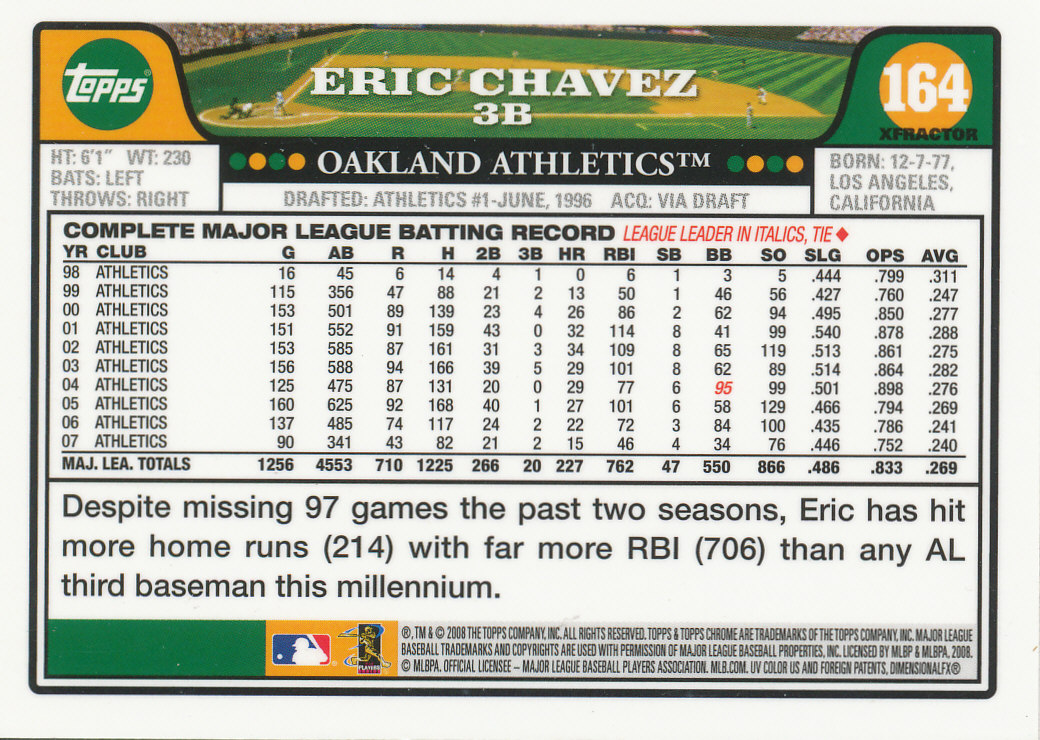 topps®
ERIC CHAVEZ
3B
164
XFRACTOR
HT: 6'1" WT: 230
BATS: LEFT
THROWS: RIGHT
OAKLAND ATHLETICS™
DRAFTED: ATHLETICS #1-JUNE, 1996 ACQ: VIA DRAFT
BORN: 12-7-77,
LOS ANGELES,
CALIFORNIA
COMPLETE MAJOR LEAGUE BATTING RECORD LEAGUE LEADER IN ITALICS, TIE ♦
YR CLUB G AB R H 2B 3B HR RBI SB BB SO SLG OPS AVG
98 ATHLETICS 16 45 6 14 4 1 0 6 1 3 5 .444 .799 .311
99 ATHLETICS 115 356 47 88 21 2 13 50 1 46 56 .427 .760 .247
00 ATHLETICS 153 501 89 139 23 4 26 86 2 62 94 .495 .850 .277
01 ATHLETICS 151 552 91 159 43 0 32 114 8 41 99 .540 .878 .288
02 ATHLETICS 153 585 87 161 31 3 34 109 8 65 119 .513 .861 .275
03 ATHLETICS 156 588 94 166 39 5 29 101 8 62 89 .514 .864 .282
04 ATHLETICS 125 475 87 131 20 0 29 77 6 95 99 .501 .898 .276
05 ATHLETICS 160 625 92 168 40 1 27 101 6 58 129 .466 .794 .269
06 ATHLETICS 137 485 74 117 24 2 22 72 3 84 100 .435 .786 .241
07 ATHLETICS 90 341 43 82 21 2 15 46 4 34 76 .446 .752 .240
MAJ. LEA. TOTALS 1256 4553 710 1225 266 20 227 762 47 550 866 .486 .833 .269
Despite missing 97 games the past two seasons, Eric has hit
more home runs (214) with far more RBI (706) than any AL
third baseman this millennium.
PLAYERS
®, TM & © 2008 THE TOPPS COMPANY, INC. ALL RIGHTS RESERVED. TOPPS & TOPPS CHROME ARE TRADEMARKS OF THE TOPPS COMPANY, INC. MAJOR LEAGUE
BASEBALL TRADEMARKS AND COPYRIGHTS ARE USED WITH PERMISSION OF MAJOR LEAGUE BASEBALL PROPERTIES, INC. LICENSED BY MLBP & MLBPA, 2008.
© MLBPA. OFFICIAL LICENSEE – MAJOR LEAGUE BASEBALL PLAYERS ASSOCIATION. MLB.COM. UV COLOR US AND FOREIGN PATENTS, DIMENSIONALFX®